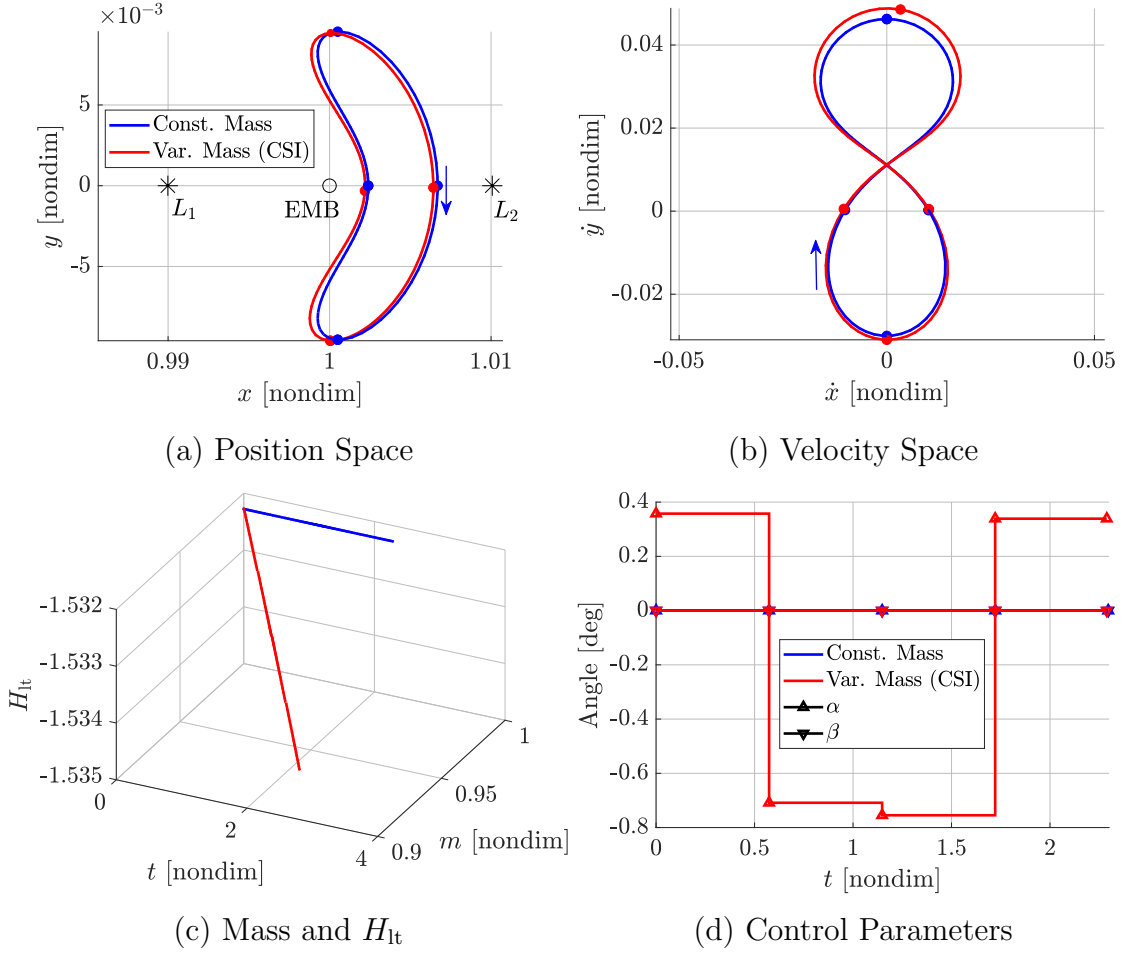 ×10⁻³
5
0
-5
y [nondim]
Const. Mass
Var. Mass (CSI)
L₁
EMB
L₂
0.99
1
1.01
x [nondim]
(a) Position Space
0.04
0.02
0
-0.02
ẏ [nondim]
-0.05
0
0.05
ẋ [nondim]
(b) Velocity Space
-1.532
-1.533
-1.534
-1.535
H_lt
0
2
4
t [nondim]
0.9
0.95
1
m [nondim]
(c) Mass and H_lt
0.4
0.2
0
-0.2
-0.4
-0.6
-0.8
Angle [deg]
Const. Mass
Var. Mass (CSI)
α
β
0
0.5
1
1.5
2
t [nondim]
(d) Control Parameters